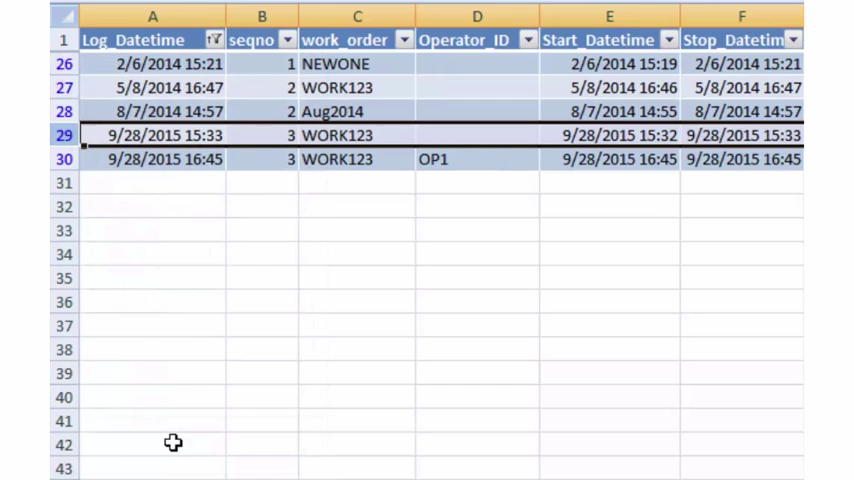 A B C D E F
1 Log_Datetime seqno work_order Operator_ID Start_Datetime Stop_Datetim
26 2/6/2014 15:21 1 NEWONE 2/6/2014 15:19 2/6/2014 15:21
27 5/8/2014 16:47 2 WORK123 5/8/2014 16:46 5/8/2014 16:47
28 8/7/2014 14:57 2 Aug2014 8/7/2014 14:55 8/7/2014 14:57
29 9/28/2015 15:33 3 WORK123 9/28/2015 15:32 9/28/2015 15:33
30 9/28/2015 16:45 3 WORK123 OP1 9/28/2015 16:45 9/28/2015 16:45
31
32
33
34
35
36
37
38
39
40
41
42
43